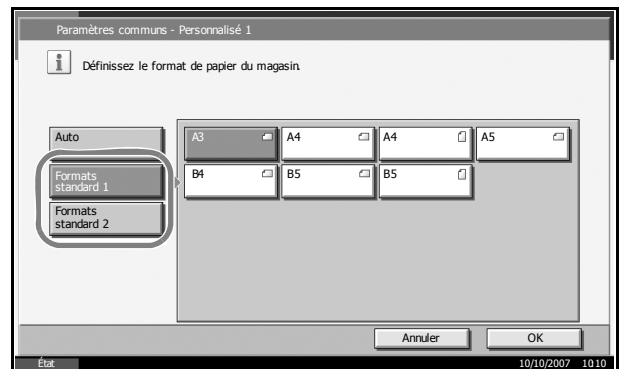 Paramètres communs - Personnalisé 1
Définissez le format de papier du magasin.
Auto
Formats
standard 1
Formats
standard 2
A3 A4 A4 A5
B4 B5 B5
Annuler OK
État 10/10/2007 10:10